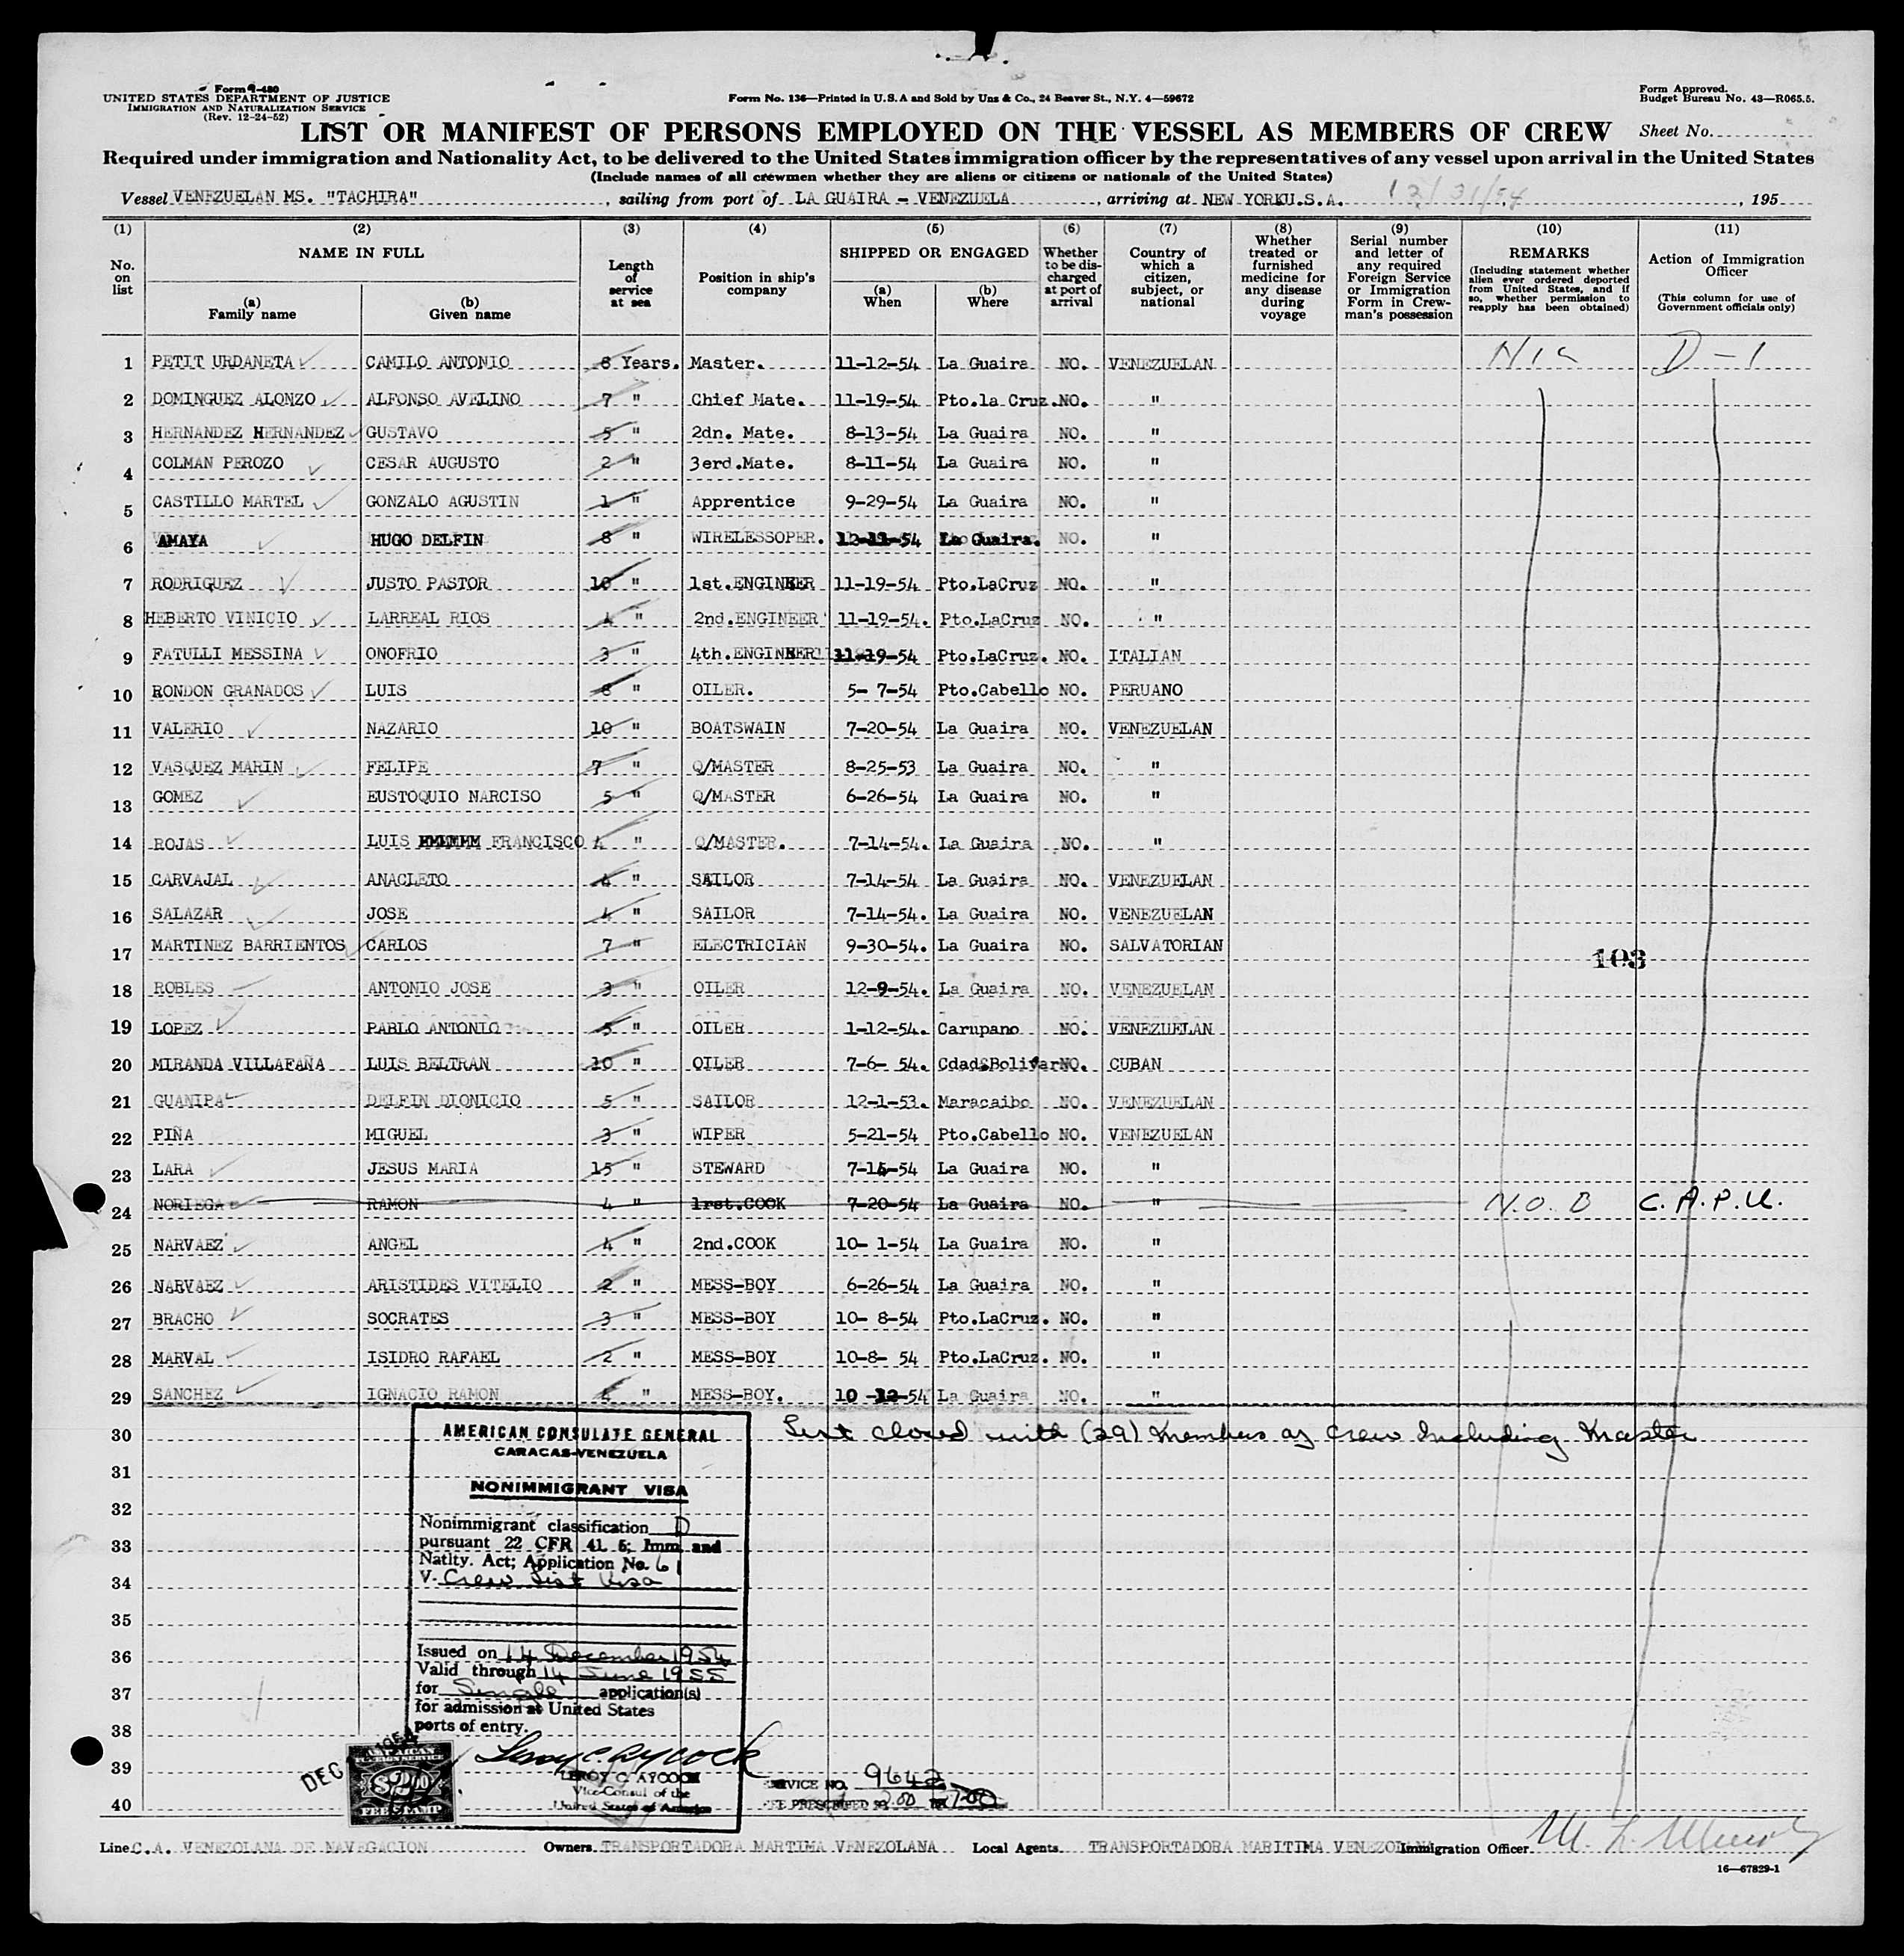 Form I-480
UNITED STATES DEPARTMENT OF JUSTICE
IMMIGRATION AND NATURALIZATION SERVICE
(Rev. 12-24-52)
Form No. 136—Printed in U.S.A and Sold by Unz & Co., 24 Beaver St., N.Y. 4—59672
Form Approved.
Budget Bureau No. 43—R065.5.
LIST OR MANIFEST OF PERSONS EMPLOYED ON THE VESSEL AS MEMBERS OF CREW
Sheet No.
Required under immigration and Nationality Act, to be delivered to the United States immigration officer by the representatives of any vessel upon arrival in the United States
(Include names of all crewmen whether they are aliens or citizens or nationals of the United States)
Vessel VENEZUELAN MS. "TACHIRA", sailing from port of LA GUAIRA - VENEZUELA, arriving at NEW YORKU.S.A. 12/31/54, 195
(1) No. on list
(2) NAME IN FULL
(a) Family name
(b) Given name
(3) Length of service at sea
(4) Position in ship's company
(5) SHIPPED OR ENGAGED
(a) When
(b) Where
(6) Whether to be discharged at port of arrival
(7) Country of which a citizen, subject, or national
(8) Whether treated or furnished medicine for any disease during voyage
(9) Serial number and letter of any required Foreign Service or Immigration Form in Crewman's possession
(10) REMARKS
(Including statement whether alien ever ordered deported from United States, and if so, whether permission to reapply has been obtained)
(11) Action of Immigration Officer
(This column for use of Government officials only)
1 PETIT URDANETA CAMILO ANTONIO 8 Years. Master. 11-12-54 La Guaira NO. VENEZUELAN D-1
2 DOMINGUEZ ALONZO ALFONSO AVELINO 7 " Chief Mate. 11-19-54 Pto.la Cruz.NO. "
3 HERNANDEZ HERNANDEZ GUSTAVO 5 " 2dn. Mate. 8-13-54 La Guaira NO. "
4 COLMAN PEROZO CESAR AUGUSTO 2 " 3erd.Mate. 8-11-54 La Guaira NO. "
5 CASTILLO MARTEL GONZALO AGUSTIN 1 " Apprentice 9-29-54 La Guaira NO. "
6 AMAYA HUGO DELFIN 8 " WIRELESSOPER. 12-11-54 La Guaira. NO. "
7 RODRIGUEZ JUSTO PASTOR 10 " 1st.ENGINEER 11-19-54 Pto.LaCruz NO. "
8 HEBERTO VINICIO LARREAL RIOS 4 " 2nd.ENGINEER 11-19-54. Pto.LaCruz NO. "
9 FATULLI MESSINA ONOFRIO 3 " 4th.ENGINEER 11-19-54 Pto.LaCruz. NO. ITALIAN
10 RONDON GRANADOS LUIS 8 " OILER. 5- 7-54 Pto.Cabello NO. PERUANO
11 VALERIO NAZARIO 10 " BOATSWAIN 7-20-54 La Guaira NO. VENEZUELAN
12 VASQUEZ MARIN FELIPE 7 " Q/MASTER 8-25-53 La Guaira NO. "
13 GOMEZ EUSTOQUIO NARCISO 5 " Q/MASTER 6-26-54 La Guaira NO. "
14 ROJAS LUIS FRANCISCO 4 " Q/MASTER. 7-14-54. La Guaira NO. "
15 CARVAJAL ANACLETO 4 " SAILOR 7-14-54 La Guaira NO. VENEZUELAN
16 SALAZAR JOSE 4 " SAILOR 7-14-54. La Guaira NO. VENEZUELAN
17 MARTINEZ BARRIENTOS CARLOS 7 " ELECTRICIAN 9-30-54. La Guaira NO. SALVATORIAN
103
18 ROBLES ANTONIO JOSE 3 " OILER 12-9-54. La Guaira NO. VENEZUELAN
19 LOPEZ PABLO ANTONIO 5 " OILER 1-12-54. Carupano NO. VENEZUELAN
20 MIRANDA VILLAFAÑA LUIS BELTRAN 10 " OILER 7-6- 54. Cdad.BolivarNO. CUBAN
21 GUANIPA DELFIN DIONICIO 5 " SAILOR 12-1-53. Maracaibo NO. VENEZUELAN
22 PIÑA MIGUEL 3 " WIPER 5-21-54 Pto.Cabello NO. VENEZUELAN
23 LARA JESUS MARIA 15 " STEWARD 7-15-54 La Guaira NO. "
24 NORIEGA RAMON 4 " 1rst.COOK 7-20-54 La Guaira NO. " N.O.B C.A.P.U.
25 NARVAEZ ANGEL 4 " 2nd.COOK 10- 1-54 La Guaira NO. "
26 NARVAEZ ARISTIDES VITELIO 2 " MESS-BOY 6-26-54 La Guaira NO. "
27 BRACHO SOCRATES 3 " MESS-BOY 10- 8-54 Pto.LaCruz. NO. "
28 MARVAL ISIDRO RAFAEL 2 " MESS-BOY 10-8- 54 Pto.LaCruz. NO. "
29 SANCHEZ IGNACIO RAMON 4 " MESS-BOY. 10 -12-54 La Guaira NO. "
30 List closed with (29) members of crew Including Master
31
32
33
34
35
36
37
38
39
40
AMERICAN CONSULATE GENERAL
CARACAS-VENEZUELA
NONIMMIGRANT VISA
Nonimmigrant classification D
pursuant 22 CFR 41. 5; Imm. and
Natlty. Act; Application No. 61
V- Crew List Visa
Issued on 14 December 1954
Valid through 14 June 1955
for Single application(s)
for admission at United States
ports of entry.
Leroy C. Aycock
LEROY C. AYCOCK
Vice-Consul of the
United States of America
DEC 1954
AMERICAN
FOREIGN SERVICE
$2.00
FEE STAMP
SERVICE NO. 9642
FEE PRESCRIBED $2.00
Line C.A. VENEZOLANA DE NAVEGACION Owners TRANSPORTADORA MARTIMA VENEZOLANA Local Agents TRANSPORTADORA MARITIMA VENEZOLANA Immigration Officer
16—67829-1